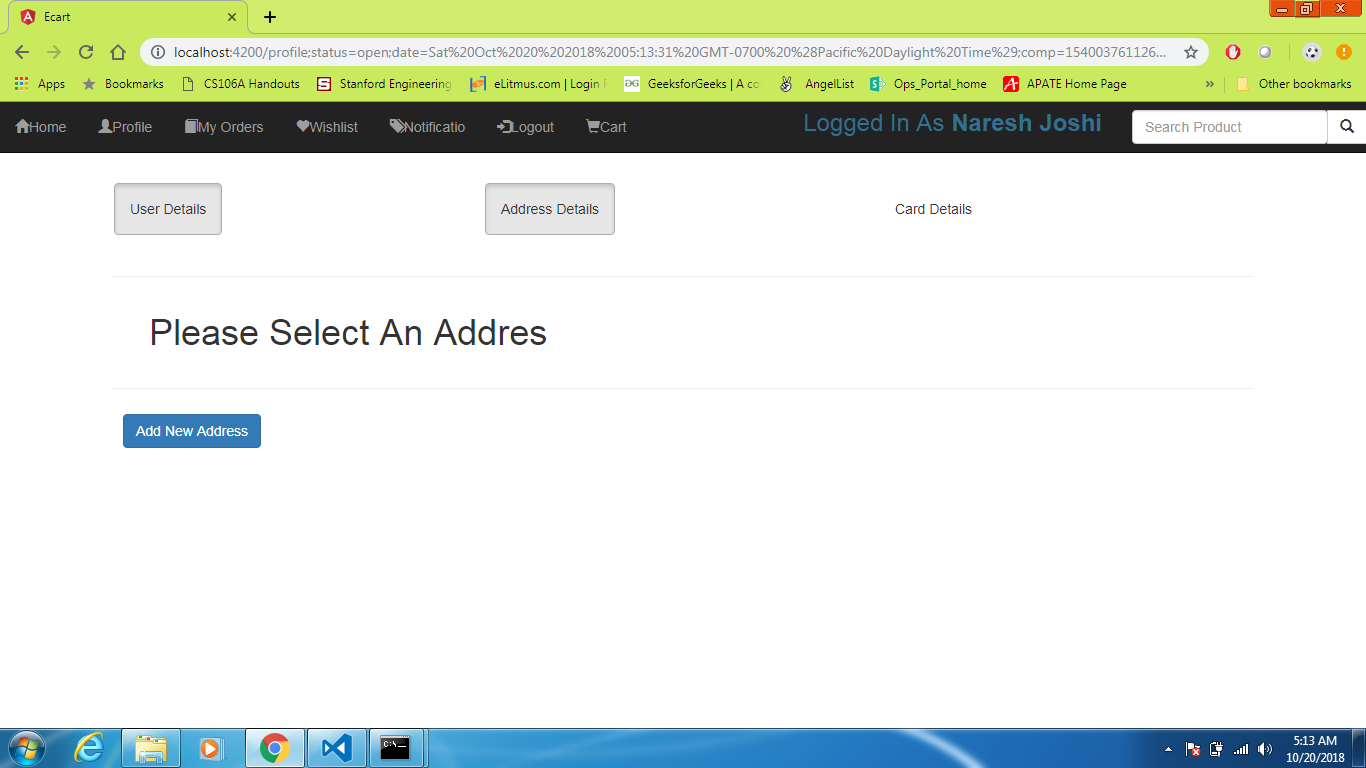 Ecart
localhost:4200/profile;status=open;date=Sat%20Oct%2020%202018%2005:13:31%20GMT-0700%20%28Pacific%20Daylight%20Time%29;comp=154003761126...
Apps Bookmarks CS106A Handouts Stanford Engineering eLitmus.com | Login GeeksforGeeks | A co AngelList Ops_Portal_home APATE Home Page » Other bookmarks
Home Profile My Orders Wishlist Notificatio Logout Cart Logged In As Naresh Joshi Search Product
User Details Address Details Card Details
Please Select An Addres
Add New Address
C:\_
5:13 AM
10/20/2018